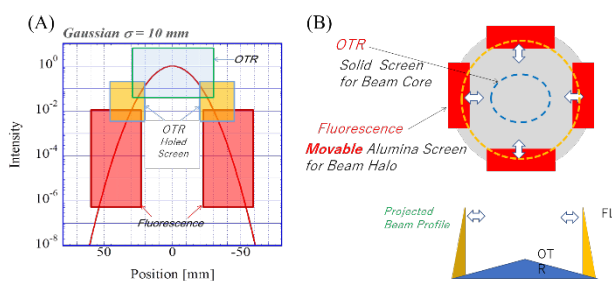 (A)
Gaussian σ = 10 mm
10⁰
10⁻²
10⁻⁴
10⁻⁶
10⁻⁸
Intensity
OTR
OTR
Holed
Screen
Fluorescence
50
0
-50
Position [mm]
(B)
OTR
Solid Screen
for Beam Core
Fluorescence
Movable Alumina Screen
for Beam Halo
Projected
Beam Profile
FL
OT
R